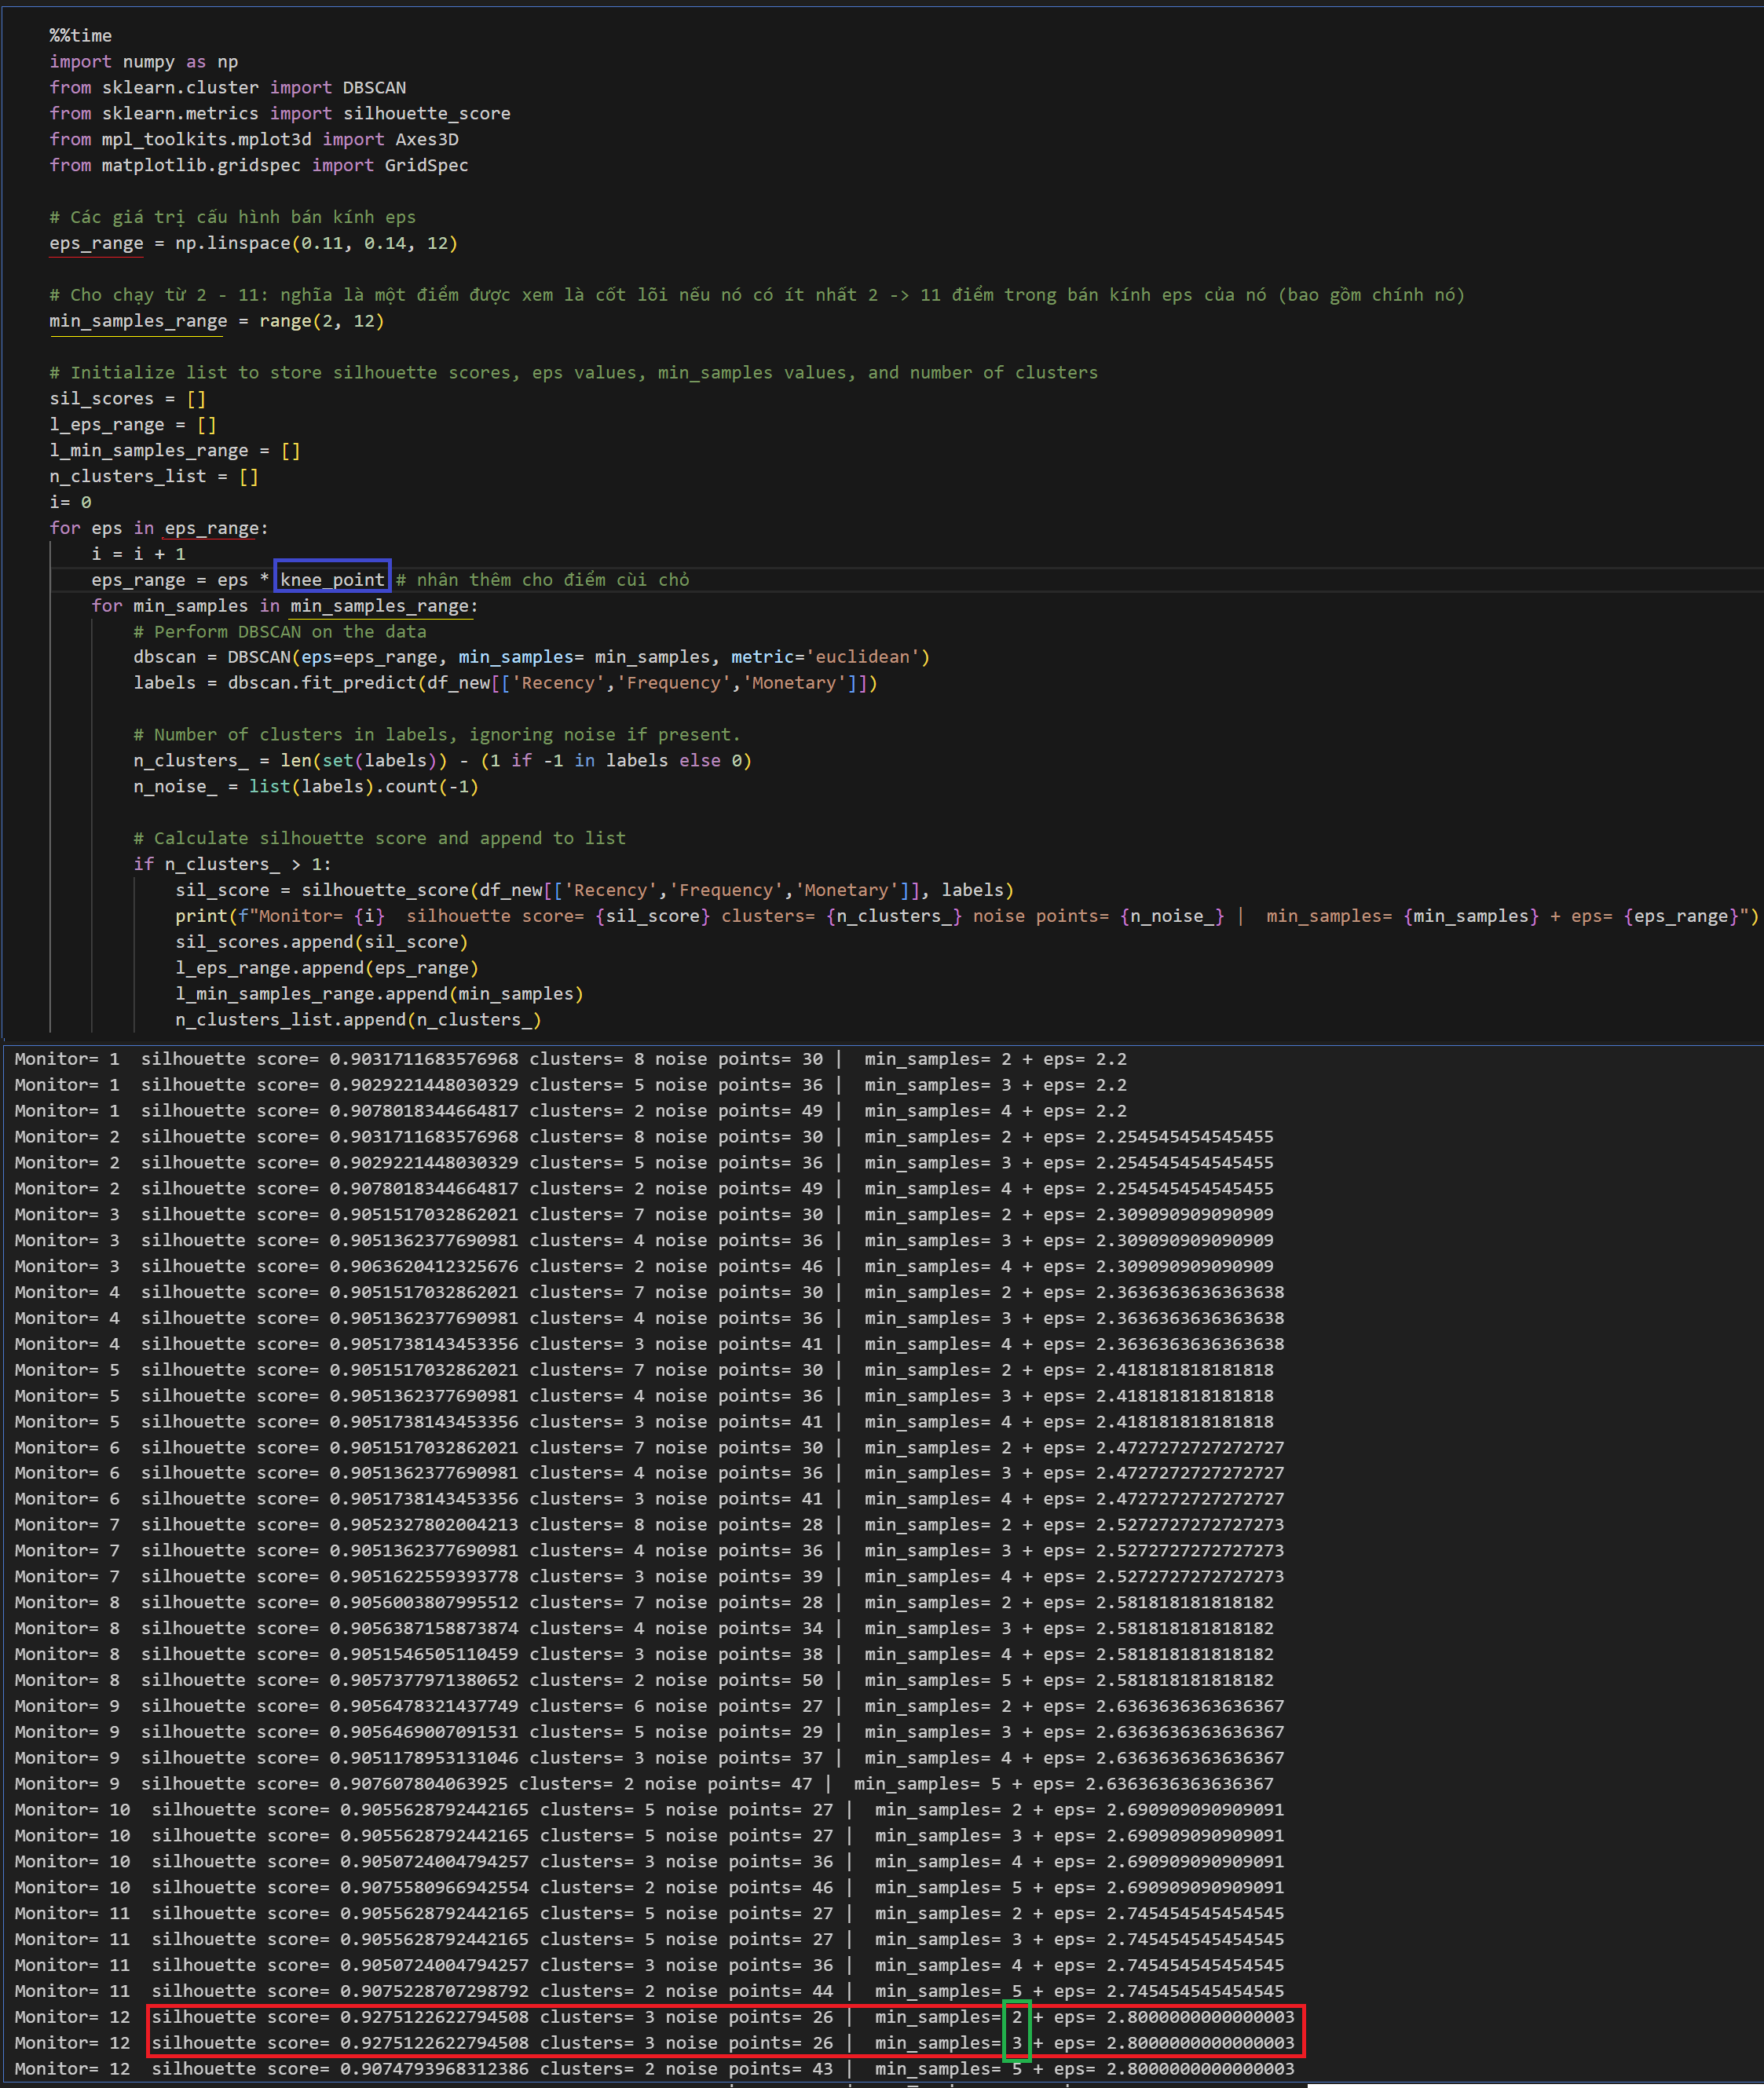 %%time
import numpy as np
from sklearn.cluster import DBSCAN
from sklearn.metrics import silhouette_score
from mpl_toolkits.mplot3d import Axes3D
from matplotlib.gridspec import GridSpec
# Các giá trị cấu hình bán kính eps
eps_range = np.linspace(0.11, 0.14, 12)
# Cho chạy từ 2 - 11: nghĩa là một điểm được xem là cốt lõi nếu nó có ít nhất 2 -> 11 điểm trong bán kính eps của nó (bao gồm chính nó)
min_samples_range = range(2, 12)
# Initialize list to store silhouette scores, eps values, min_samples values, and number of clusters
sil_scores = []
l_eps_range = []
l_min_samples_range = []
n_clusters_list = []
i= 0
for eps in eps_range:
    i = i + 1
    eps_range = eps * knee_point # nhân thêm cho điểm cùi chỏ
    for min_samples in min_samples_range:
        # Perform DBSCAN on the data
        dbscan = DBSCAN(eps=eps_range, min_samples= min_samples, metric='euclidean')
        labels = dbscan.fit_predict(df_new[['Recency','Frequency','Monetary']])
        # Number of clusters in labels, ignoring noise if present.
        n_clusters_ = len(set(labels)) - (1 if -1 in labels else 0)
        n_noise_ = list(labels).count(-1)
        # Calculate silhouette score and append to list
        if n_clusters_ > 1:
            sil_score = silhouette_score(df_new[['Recency','Frequency','Monetary']], labels)
            print(f"Monitor= {i}  silhouette score= {sil_score} clusters= {n_clusters_} noise points= {n_noise_} |  min_samples= {min_samples} + eps= {eps_range}")
            sil_scores.append(sil_score)
            l_eps_range.append(eps_range)
            l_min_samples_range.append(min_samples)
            n_clusters_list.append(n_clusters_)
Monitor= 1  silhouette score= 0.9031711683576968 clusters= 8 noise points= 30 |  min_samples= 2 + eps= 2.2
Monitor= 1  silhouette score= 0.9029221448030329 clusters= 5 noise points= 36 |  min_samples= 3 + eps= 2.2
Monitor= 1  silhouette score= 0.9078018344664817 clusters= 2 noise points= 49 |  min_samples= 4 + eps= 2.2
Monitor= 2  silhouette score= 0.9031711683576968 clusters= 8 noise points= 30 |  min_samples= 2 + eps= 2.254545454545455
Monitor= 2  silhouette score= 0.9029221448030329 clusters= 5 noise points= 36 |  min_samples= 3 + eps= 2.254545454545455
Monitor= 2  silhouette score= 0.9078018344664817 clusters= 2 noise points= 49 |  min_samples= 4 + eps= 2.254545454545455
Monitor= 3  silhouette score= 0.9051517032862021 clusters= 7 noise points= 30 |  min_samples= 2 + eps= 2.309090909090909
Monitor= 3  silhouette score= 0.9051362377690981 clusters= 4 noise points= 36 |  min_samples= 3 + eps= 2.309090909090909
Monitor= 3  silhouette score= 0.9063620412325676 clusters= 2 noise points= 46 |  min_samples= 4 + eps= 2.309090909090909
Monitor= 4  silhouette score= 0.9051517032862021 clusters= 7 noise points= 30 |  min_samples= 2 + eps= 2.3636363636363638
Monitor= 4  silhouette score= 0.9051362377690981 clusters= 4 noise points= 36 |  min_samples= 3 + eps= 2.3636363636363638
Monitor= 4  silhouette score= 0.9051738143453356 clusters= 3 noise points= 41 |  min_samples= 4 + eps= 2.3636363636363638
Monitor= 5  silhouette score= 0.9051517032862021 clusters= 7 noise points= 30 |  min_samples= 2 + eps= 2.418181818181818
Monitor= 5  silhouette score= 0.9051362377690981 clusters= 4 noise points= 36 |  min_samples= 3 + eps= 2.418181818181818
Monitor= 5  silhouette score= 0.9051738143453356 clusters= 3 noise points= 41 |  min_samples= 4 + eps= 2.418181818181818
Monitor= 6  silhouette score= 0.9051517032862021 clusters= 7 noise points= 30 |  min_samples= 2 + eps= 2.4727272727272727
Monitor= 6  silhouette score= 0.9051362377690981 clusters= 4 noise points= 36 |  min_samples= 3 + eps= 2.4727272727272727
Monitor= 6  silhouette score= 0.9051738143453356 clusters= 3 noise points= 41 |  min_samples= 4 + eps= 2.4727272727272727
Monitor= 7  silhouette score= 0.9052327802004213 clusters= 8 noise points= 28 |  min_samples= 2 + eps= 2.5272727272727273
Monitor= 7  silhouette score= 0.9051362377690981 clusters= 4 noise points= 36 |  min_samples= 3 + eps= 2.5272727272727273
Monitor= 7  silhouette score= 0.9051622559393778 clusters= 3 noise points= 39 |  min_samples= 4 + eps= 2.5272727272727273
Monitor= 8  silhouette score= 0.9056003807995512 clusters= 7 noise points= 28 |  min_samples= 2 + eps= 2.581818181818182
Monitor= 8  silhouette score= 0.9056387158873874 clusters= 4 noise points= 34 |  min_samples= 3 + eps= 2.581818181818182
Monitor= 8  silhouette score= 0.9051546505110459 clusters= 3 noise points= 38 |  min_samples= 4 + eps= 2.581818181818182
Monitor= 8  silhouette score= 0.9057377971380652 clusters= 2 noise points= 50 |  min_samples= 5 + eps= 2.581818181818182
Monitor= 9  silhouette score= 0.9056478321437749 clusters= 6 noise points= 27 |  min_samples= 2 + eps= 2.6363636363636367
Monitor= 9  silhouette score= 0.9056469007091531 clusters= 5 noise points= 29 |  min_samples= 3 + eps= 2.6363636363636367
Monitor= 9  silhouette score= 0.9051178953131046 clusters= 3 noise points= 37 |  min_samples= 4 + eps= 2.6363636363636367
Monitor= 9  silhouette score= 0.907607804063925 clusters= 2 noise points= 47 |  min_samples= 5 + eps= 2.6363636363636367
Monitor= 10  silhouette score= 0.9055628792442165 clusters= 5 noise points= 27 |  min_samples= 2 + eps= 2.690909090909091
Monitor= 10  silhouette score= 0.9055628792442165 clusters= 5 noise points= 27 |  min_samples= 3 + eps= 2.690909090909091
Monitor= 10  silhouette score= 0.9050724004794257 clusters= 3 noise points= 36 |  min_samples= 4 + eps= 2.690909090909091
Monitor= 10  silhouette score= 0.9075580966942554 clusters= 2 noise points= 46 |  min_samples= 5 + eps= 2.690909090909091
Monitor= 11  silhouette score= 0.9055628792442165 clusters= 5 noise points= 27 |  min_samples= 2 + eps= 2.745454545454545
Monitor= 11  silhouette score= 0.9055628792442165 clusters= 5 noise points= 27 |  min_samples= 3 + eps= 2.745454545454545
Monitor= 11  silhouette score= 0.9050724004794257 clusters= 3 noise points= 36 |  min_samples= 4 + eps= 2.745454545454545
Monitor= 11  silhouette score= 0.9075228707298792 clusters= 2 noise points= 44 |  min_samples= 5 + eps= 2.745454545454545
Monitor= 12  silhouette score= 0.9275122622794508 clusters= 3 noise points= 26 |  min_samples= 2 + eps= 2.8000000000000003
Monitor= 12  silhouette score= 0.9275122622794508 clusters= 3 noise points= 26 |  min_samples= 3 + eps= 2.8000000000000003
Monitor= 12  silhouette score= 0.9074793968312386 clusters= 2 noise points= 43 |  min_samples= 5 + eps= 2.8000000000000003